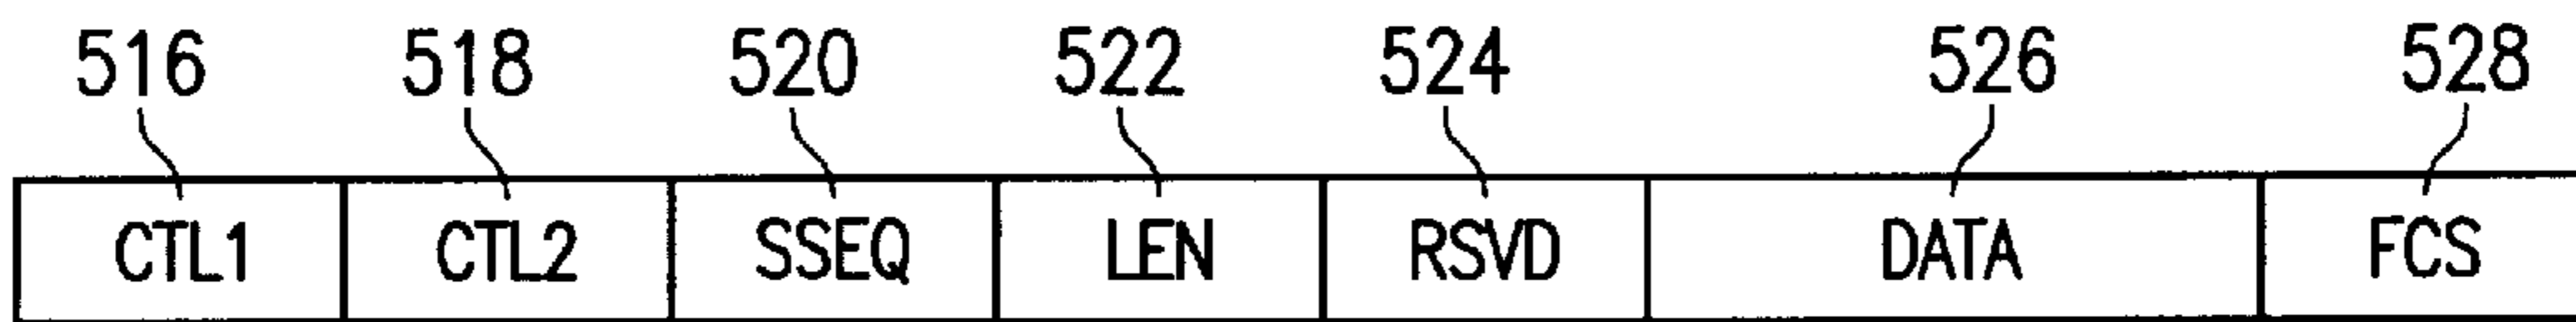 516 518 520 522 524 526 528
CTL1 CTL2 SSEQ LEN RSVD DATA FCS